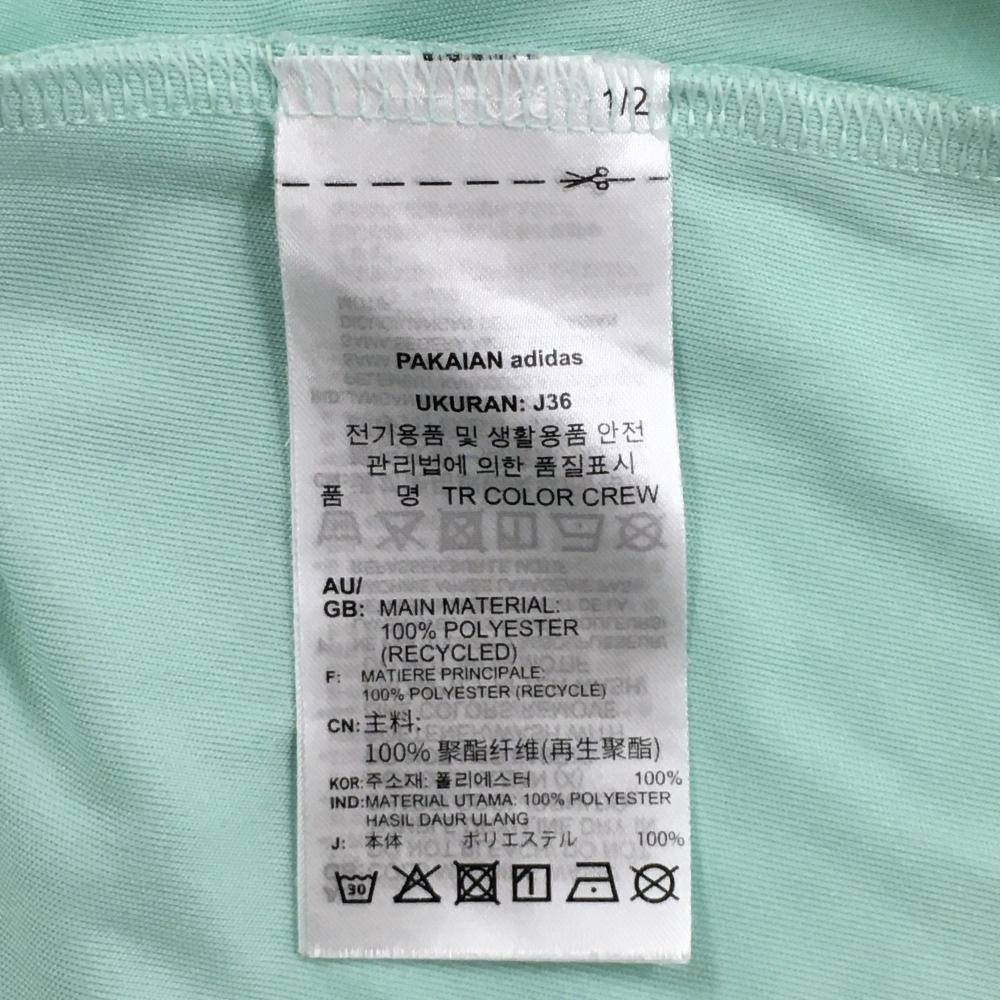 1/2
PAKAIAN adidas
UKURAN: J36
전기용품 및 생활용품 안전
관리법에 의한 품질표시
품 명 TR COLOR CREW
AU/
GB: MAIN MATERIAL:
100% POLYESTER
(RECYCLED)
F: MATIERE PRINCIPALE:
100% POLYESTER (RECYCLE)
CN: 主料:
100% 聚酯纤维(再生聚酯)
KOR: 주소재: 폴리에스터 100%
IND: MATERIAL UTAMA: 100% POLYESTER
HASIL DAUR ULANG
J: 本体 ポリエステル 100%
30